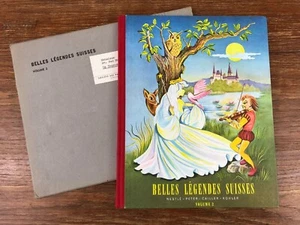 BELLES LÉGENDES SUISSES
VOLUME 2
BELLES LÉGENDES SUISSES
NESTLÉ · PETER · CAILLER · KOHLER
VOLUME 2